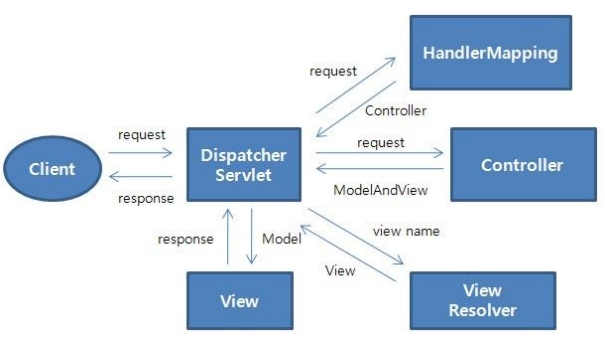 HandlerMapping
request
Controller
request
request
Client
Dispatcher
Servlet
Controller
response
ModelAndView
response
Model
view name
View
View
View
Resolver